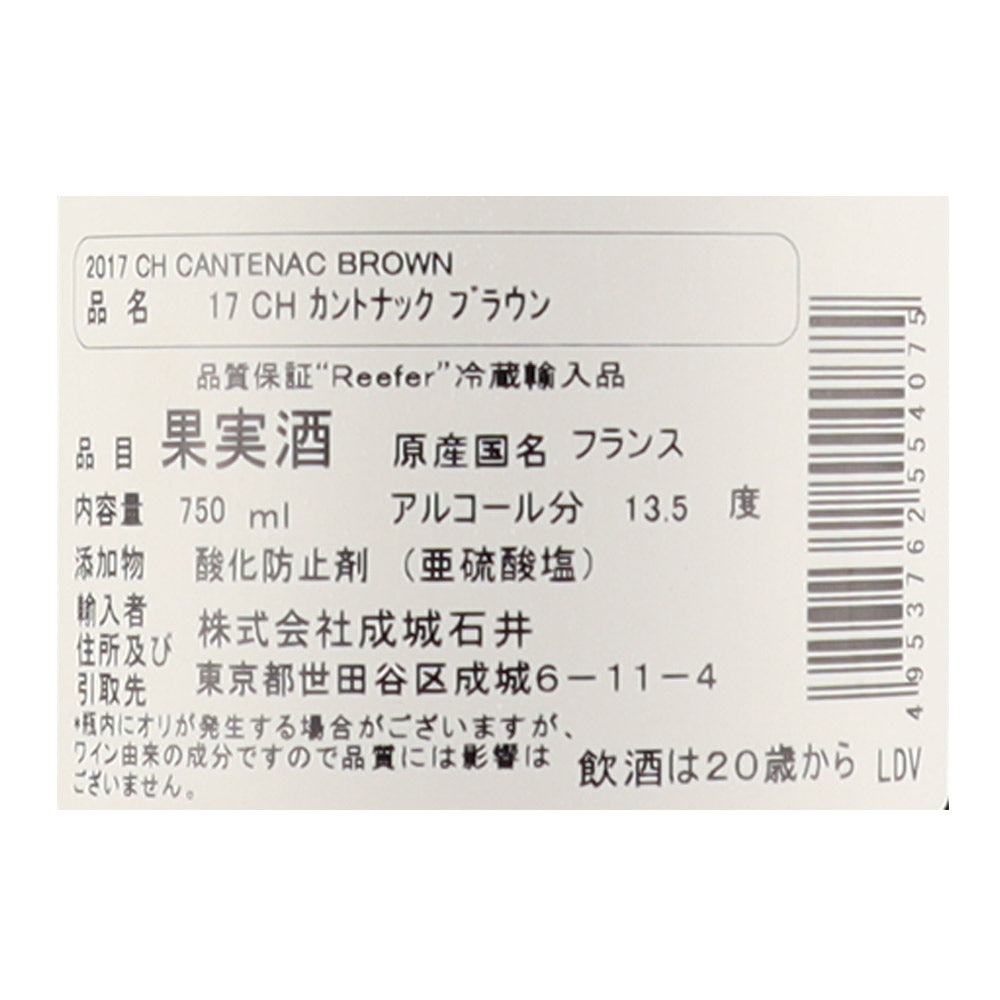 2017 CH CANTENAC BROWN
品名 17 CH カントナック ブラウン
品質保証“Reefer”冷蔵輸入品
品目 果実酒 原産国名 フランス
内容量 750 ml アルコール分 13.5 度
添加物 酸化防止剤 (亜硫酸塩)
輸入者
住所及び
引取先
株式会社成城石井
東京都世田谷区成城6-11-4
*瓶内にオリが発生する場合がございますが、
ワイン由来の成分ですので品質には影響は
ございません。
飲酒は20歳から LDV
4953762554075